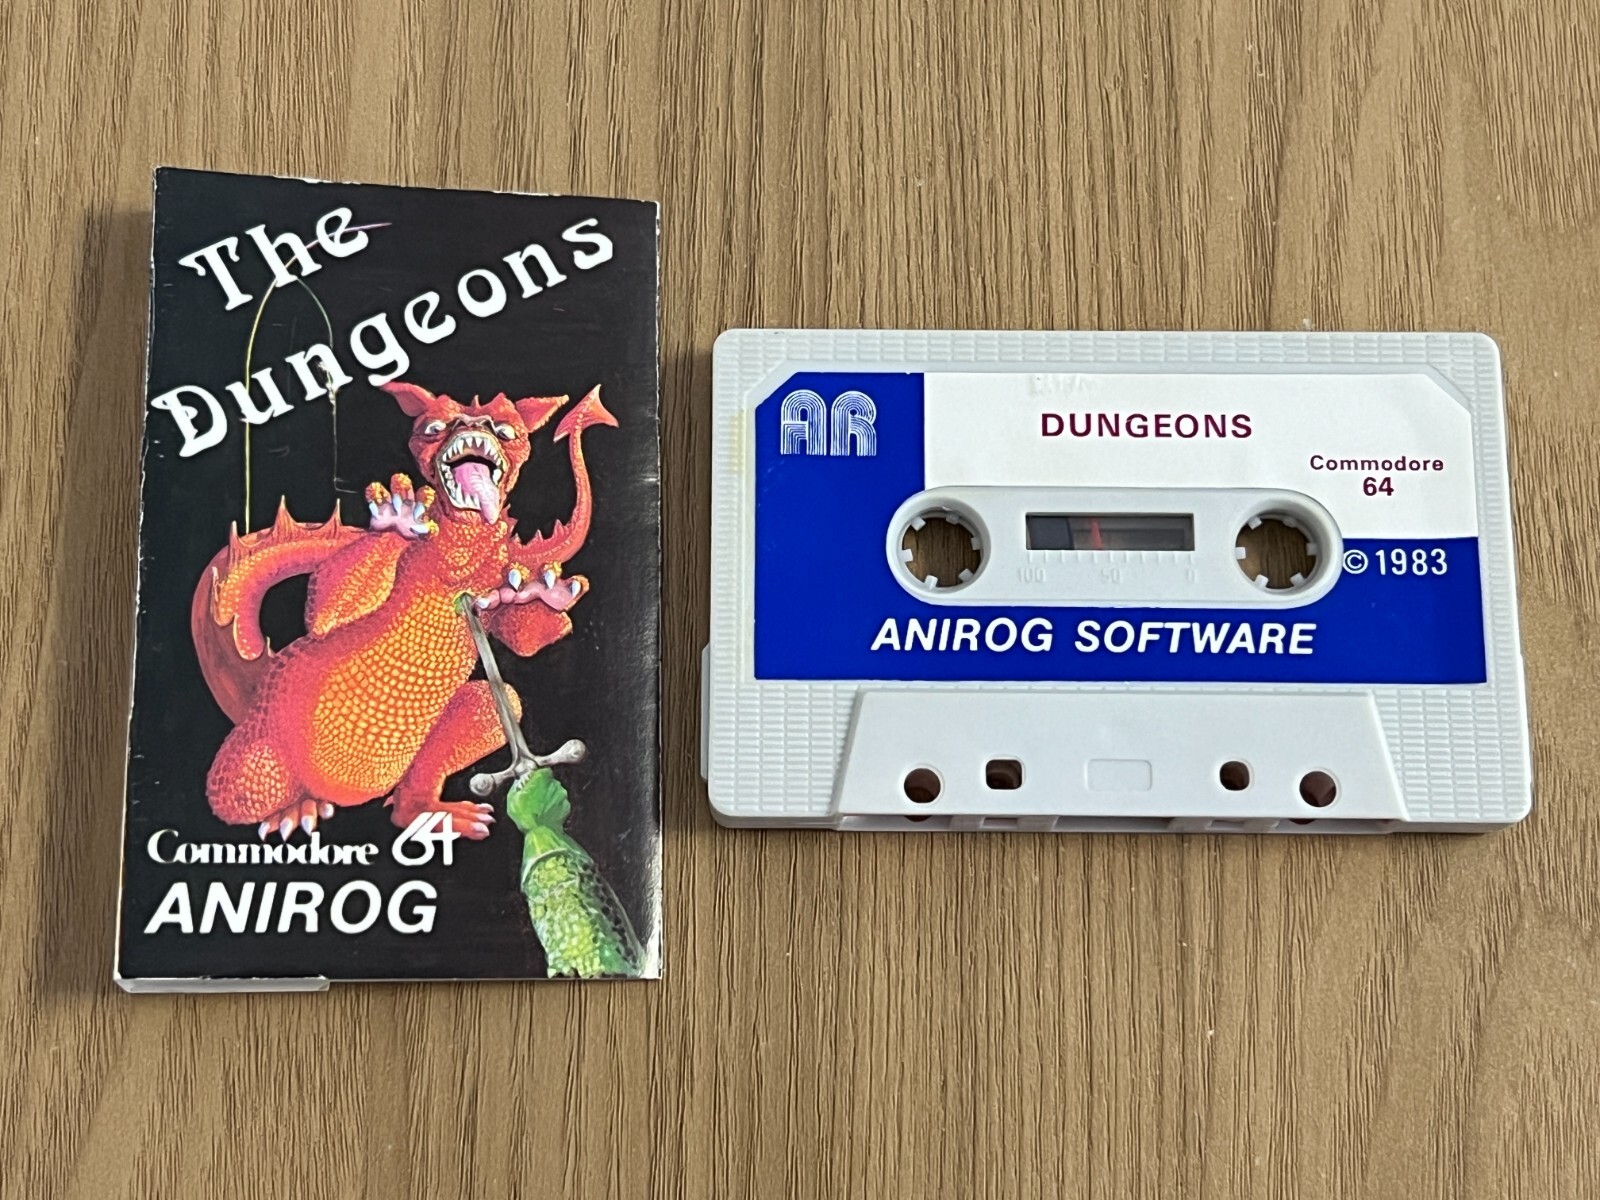 The
Dungeons
Commodore 64
ANIROG
AR
DUNGEONS
Commodore
64
100 50 0
© 1983
ANIROG SOFTWARE